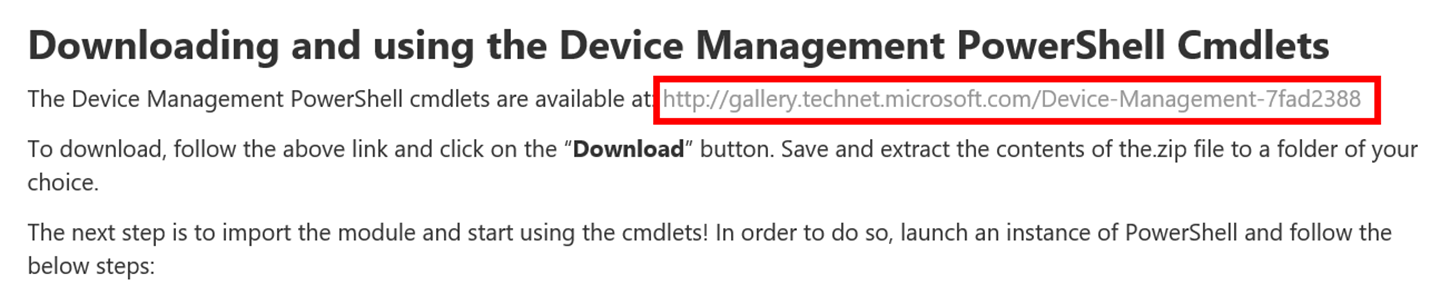 Downloading and using the Device Management PowerShell Cmdlets
The Device Management PowerShell cmdlets are available at: http://gallery.technet.microsoft.com/Device-Management-7fad2388
To download, follow the above link and click on the “Download” button. Save and extract the contents of the.zip file to a folder of your
choice.
The next step is to import the module and start using the cmdlets! In order to do so, launch an instance of PowerShell and follow the
below steps: